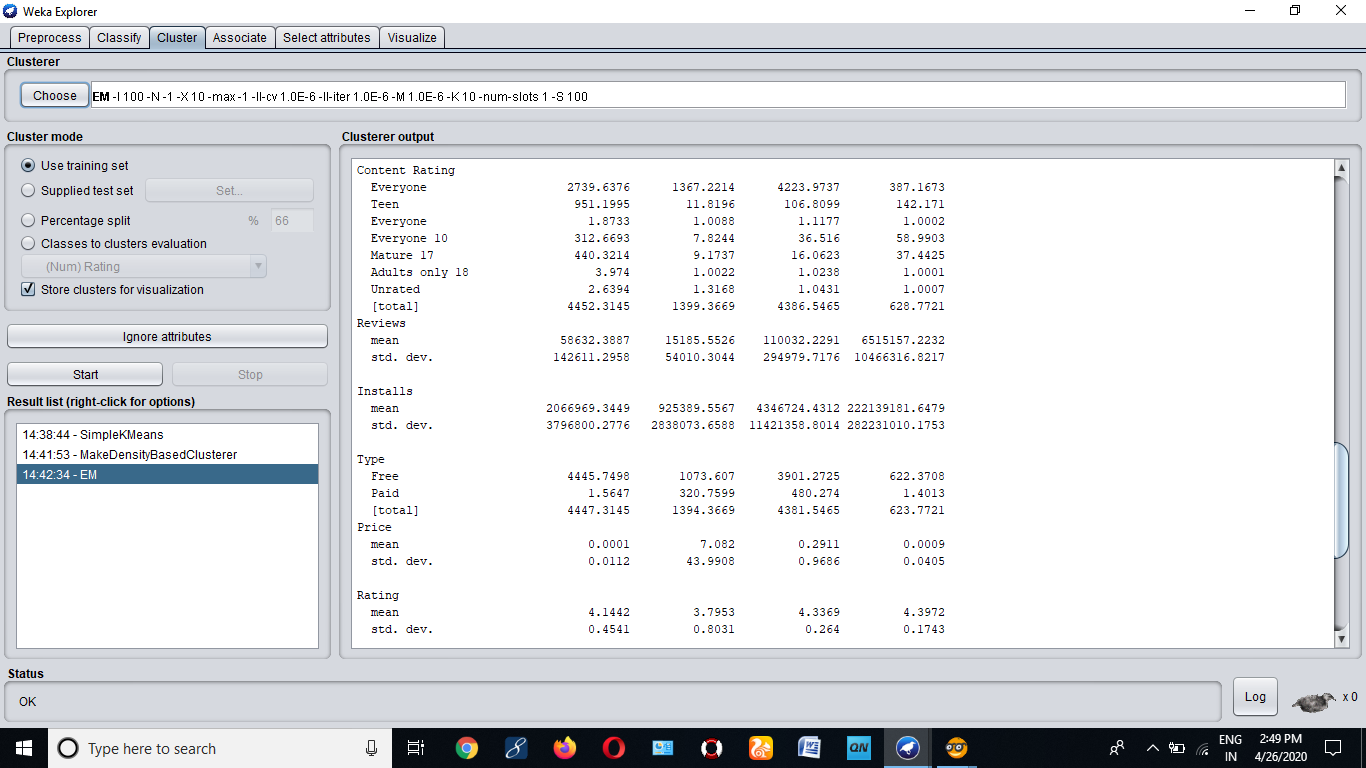 Weka Explorer
Preprocess Classify Cluster Associate Select attributes Visualize
Clusterer
Choose EM -I 100 -N -1 -X 10 -max -1 -ll-cv 1.0E-6 -ll-iter 1.0E-6 -M 1.0E-6 -K 10 -num-slots 1 -S 100
Cluster mode
Use training set
Supplied test set Set...
Percentage split % 66
Classes to clusters evaluation
(Num) Rating
Store clusters for visualization
Ignore attributes
Start Stop
Result list (right-click for options)
14:38:44 - SimpleKMeans
14:41:53 - MakeDensityBasedClusterer
14:42:34 - EM
Clusterer output
Content Rating
Everyone 2739.6376 1367.2214 4223.9737 387.1673
Teen 951.1995 11.8196 106.8099 142.171
Everyone 1.8733 1.0088 1.1177 1.0002
Everyone 10 312.6693 7.8244 36.516 58.9903
Mature 17 440.3214 9.1737 16.0623 37.4425
Adults only 18 3.974 1.0022 1.0238 1.0001
Unrated 2.6394 1.3168 1.0431 1.0007
[total] 4452.3145 1399.3669 4386.5465 628.7721
Reviews
mean 58632.3887 15185.5526 110032.2291 6515157.2232
std. dev. 142611.2958 54010.3044 294979.7176 10466316.8217
Installs
mean 2066969.3449 925389.5567 4346724.4312 222139181.6479
std. dev. 3796800.2776 2838073.6588 11421358.8014 282231010.1753
Type
Free 4445.7498 1073.607 3901.2725 622.3708
Paid 1.5647 320.7599 480.274 1.4013
[total] 4447.3145 1394.3669 4381.5465 623.7721
Price
mean 0.0001 7.082 0.2911 0.0009
std. dev. 0.0112 43.9908 0.9686 0.0405
Rating
mean 4.1442 3.7953 4.3369 4.3972
std. dev. 0.4541 0.8031 0.264 0.1743
Status
OK
Log x 0
Type here to search
QN
W
ENG
IN
2:49 PM
4/26/2020